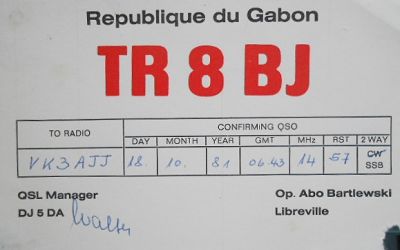 Republique du Gabon
TR 8 BJ
TO RADIO CONFIRMING QSO
DAY MONTH YEAR GMT MHz RST 2 WAY
VK3AJJ 18. 10. 81 06.43 14 57 CW
SSB
QSL Manager Op. Abo Bartlewski
DJ 5 DA Walter Libreville